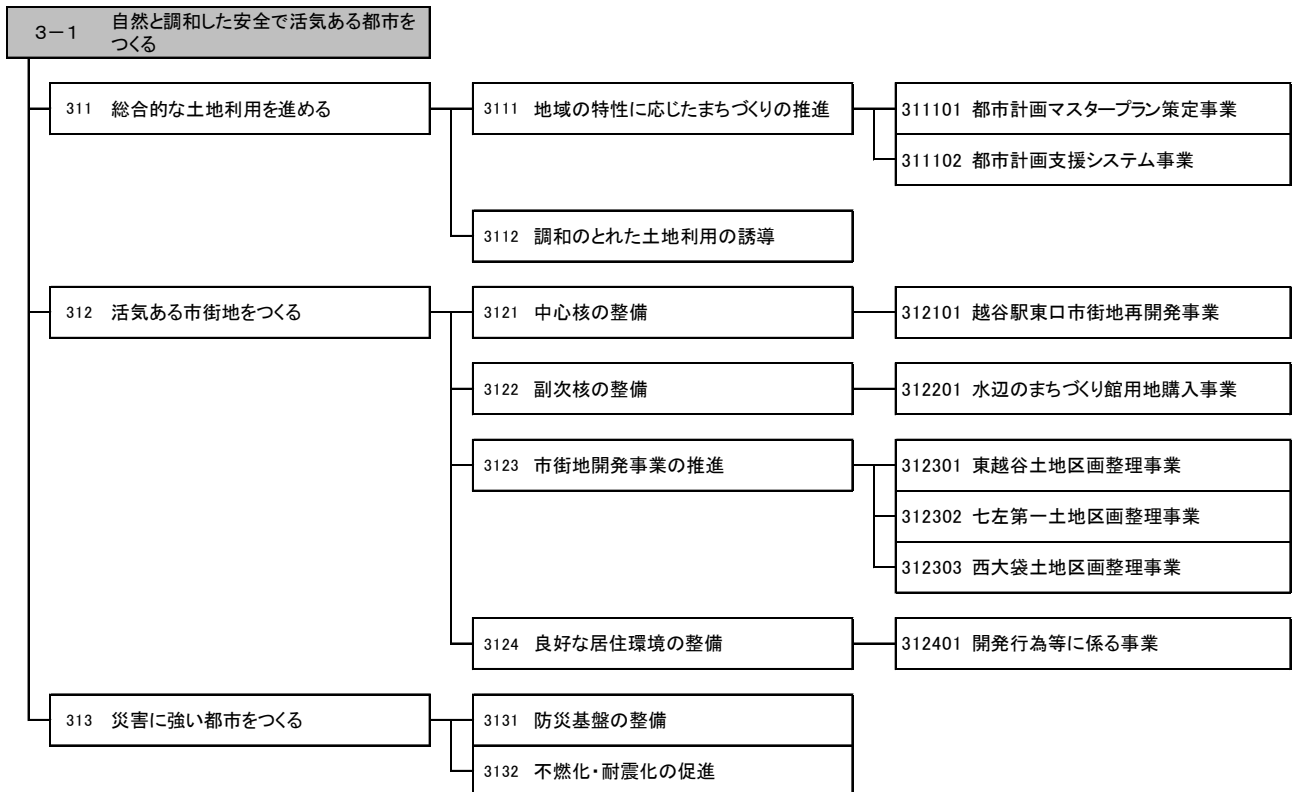 3－1 自然と調和した安全で活気ある都市を
つくる
311 総合的な土地利用を進める
3111 地域の特性に応じたまちづくりの推進
311101 都市計画マスタープラン策定事業
311102 都市計画支援システム事業
3112 調和のとれた土地利用の誘導
312 活気ある市街地をつくる
3121 中心核の整備
312101 越谷駅東口市街地再開発事業
3122 副次核の整備
312201 水辺のまちづくり館用地購入事業
3123 市街地開発事業の推進
312301 東越谷土地区画整理事業
312302 七左第一土地区画整理事業
312303 西大袋土地区画整理事業
3124 良好な居住環境の整備
312401 開発行為等に係る事業
313 災害に強い都市をつくる
3131 防災基盤の整備
3132 不燃化・耐震化の促進